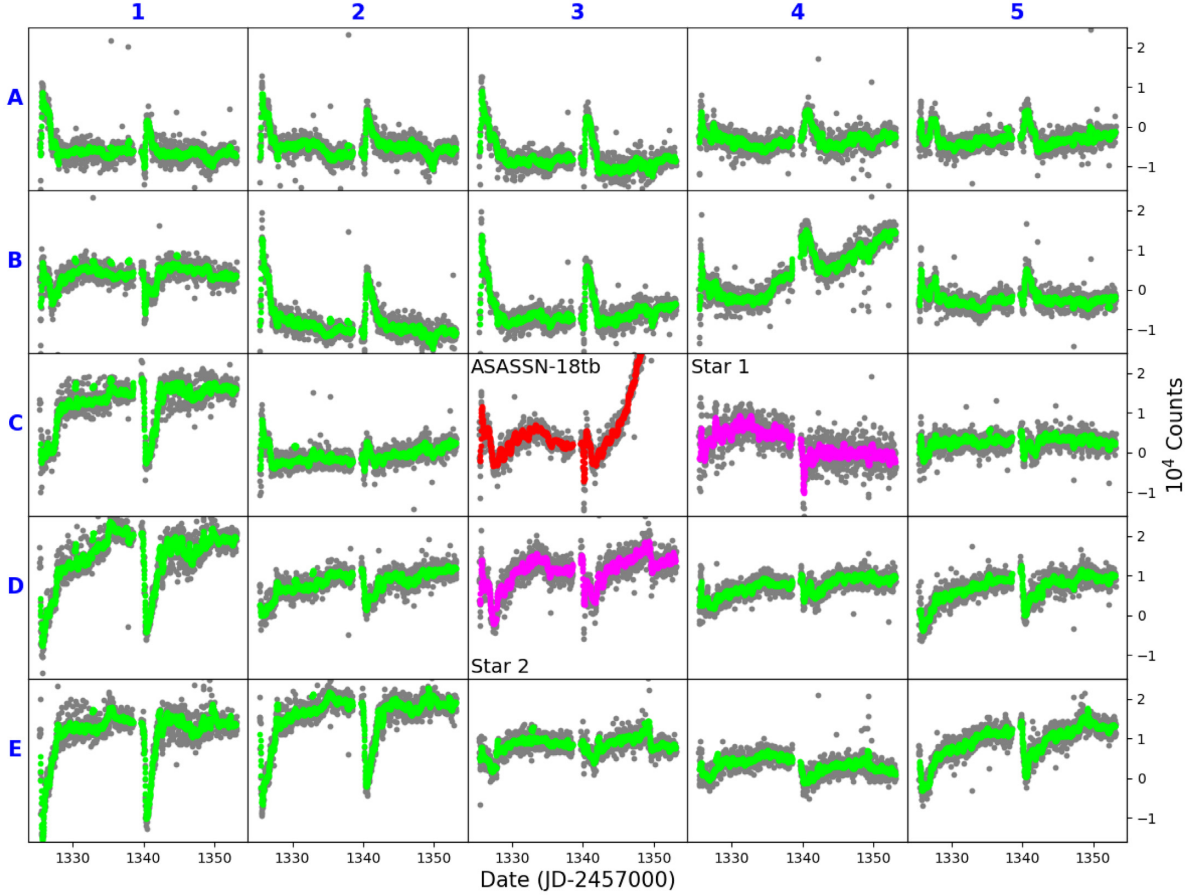 1 2 3 4 5
A 2 1 0 −1
B 2 1 0 −1
ASASSN-18tb Star 1
C 2 1 0 −1
D 2 1 0 −1
Star 2
E 2 1 0 −1
10⁴ Counts
1330 1340 1350 1330 1340 1350 1330 1340 1350 1330 1340 1350 1330 1340 1350
Date (JD-2457000)